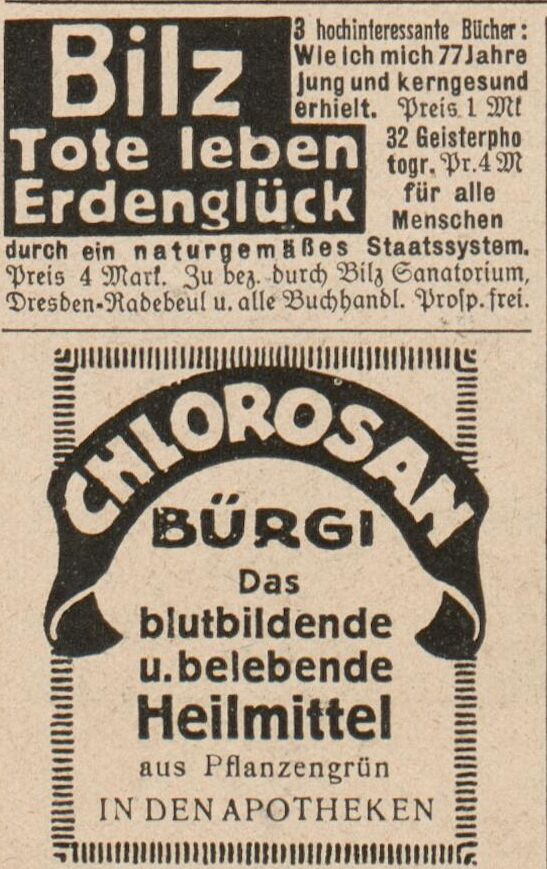 Bilz
3 hochinteressante Bücher:
Wie ich mich 77 Jahre
jung und kerngesund
erhielt. Preis 1 Mk
Tote leben
32 Geisterpho
togr. Pr. 4 M
Erdenglück
für alle
Menschen
durch ein naturgemäßes Staatssystem.
Preis 4 Mark. Zu bez. durch Bilz Sanatorium,
Dresden-Radebeul u. alle Buchhandl. Prosp. frei.
CHLOROSAN
BÜRGI
Das
blutbildende
u. belebende
Heilmittel
aus Pflanzengrün
IN DEN APOTHEKEN